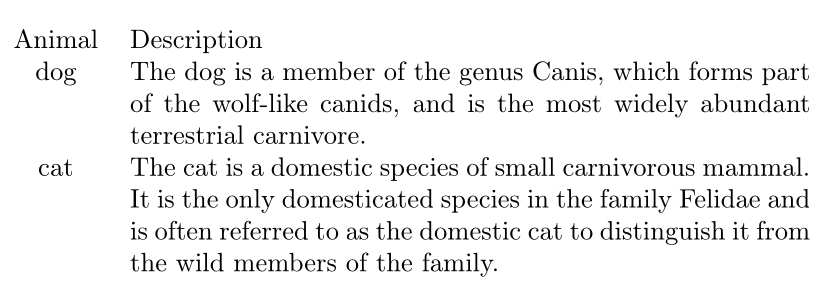 Animal Description
dog The dog is a member of the genus Canis, which forms part
of the wolf-like canids, and is the most widely abundant
terrestrial carnivore.
cat The cat is a domestic species of small carnivorous mammal.
It is the only domesticated species in the family Felidae and
is often referred to as the domestic cat to distinguish it from
the wild members of the family.